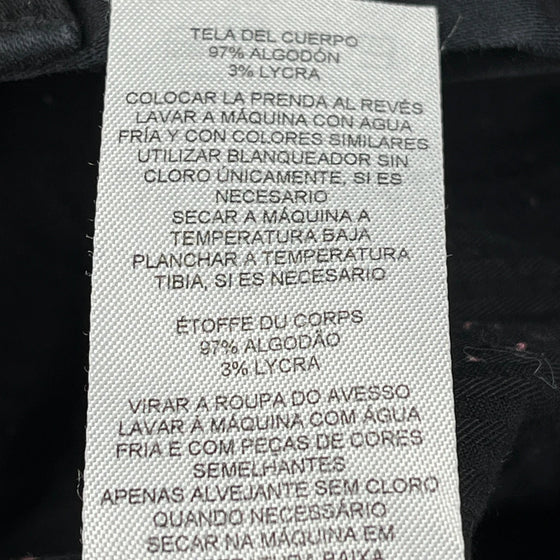 TELA DEL CUERPO
97% ALGODÓN
3% LYCRA
COLOCAR LA PRENDA AL REVÉS
LAVAR A MÁQUINA CON AGUA
FRÍA Y CON COLORES SIMILARES
UTILIZAR BLANQUEADOR SIN
CLORO ÚNICAMENTE, SI ES
NECESARIO
SECAR A MÁQUINA A
TEMPERATURA BAJA
PLANCHAR A TEMPERATURA
TIBIA, SI ES NECESARIO
ÉTOFFE DU CORPS
97% ALGODÃO
3% LYCRA
VIRAR A ROUPA DO AVESSO
LAVAR À MÁQUINA COM ÁGUA
FRIA E COM PEÇAS DE CORES
SEMELHANTES
APENAS ALVEJANTE SEM CLORO
QUANDO NECESSÁRIO
SECAR NA MÁQUINA EM
TEMPERATURA BAIXA